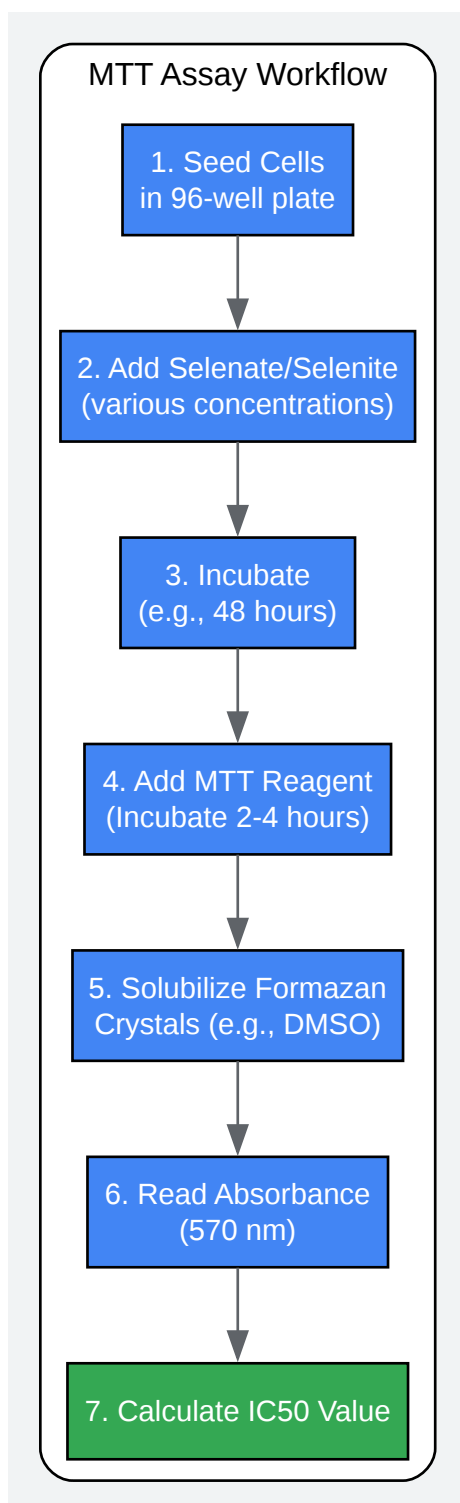 MTT Assay Workflow
1. Seed Cells
in 96-well plate
2. Add Selenate/Selenite
(various concentrations)
3. Incubate
(e.g., 48 hours)
4. Add MTT Reagent
(Incubate 2-4 hours)
5. Solubilize Formazan
Crystals (e.g., DMSO)
6. Read Absorbance
(570 nm)
7. Calculate IC50 Value